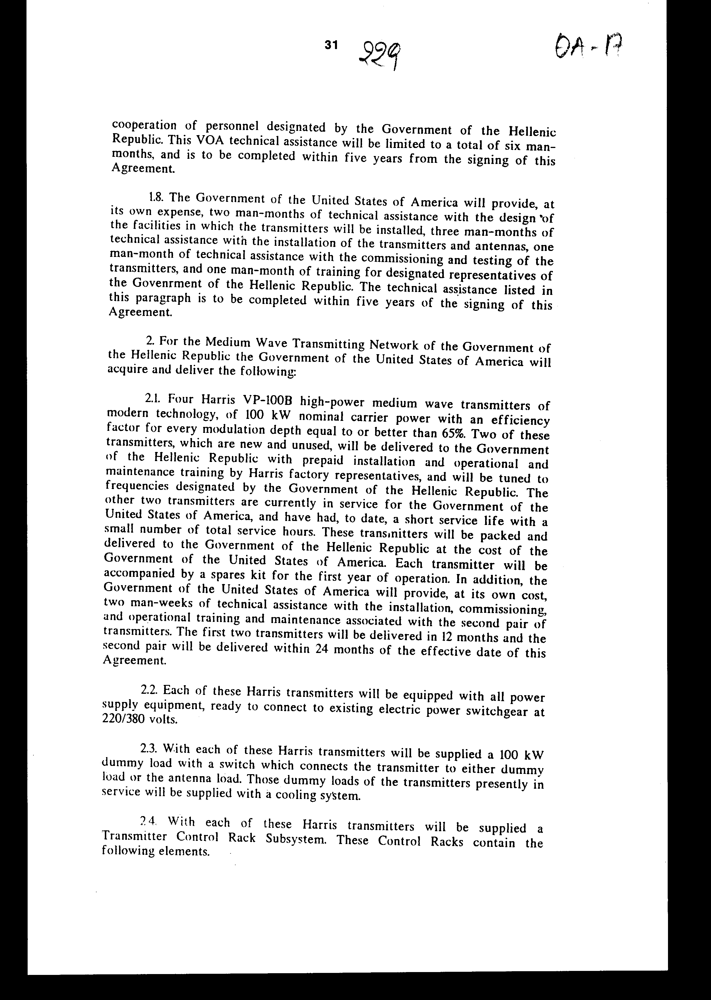 31
229
OA-17
cooperation of personnel designated by the Government of the Hellenic
Republic. This VOA technical assistance will be limited to a total of six man-
months, and is to be completed within five years from the signing of this
Agreement.
1.8. The Government of the United States of America will provide, at
its own expense, two man-months of technical assistance with the design of
the facilities in which the transmitters will be installed, three man-months of
technical assistance with the installation of the transmitters and antennas, one
man-month of technical assistance with the commissioning and testing of the
transmitters, and one man-month of training for designated representatives of
the Govenrment of the Hellenic Republic. The technical assistance listed in
this paragraph is to be completed within five years of the signing of this
Agreement.
2. For the Medium Wave Transmitting Network of the Government of
the Hellenic Republic the Government of the United States of America will
acquire and deliver the following:
2.1. Four Harris VP-100B high-power medium wave transmitters of
modern technology, of 100 kW nominal carrier power with an efficiency
factor for every modulation depth equal to or better than 65%. Two of these
transmitters, which are new and unused, will be delivered to the Government
of the Hellenic Republic with prepaid installation and operational and
maintenance training by Harris factory representatives, and will be tuned to
frequencies designated by the Government of the Hellenic Republic. The
other two transmitters are currently in service for the Government of the
United States of America, and have had, to date, a short service life with a
small number of total service hours. These transmitters will be packed and
delivered to the Government of the Hellenic Republic at the cost of the
Government of the United States of America. Each transmitter will be
accompanied by a spares kit for the first year of operation. In addition, the
Government of the United States of America will provide, at its own cost,
two man-weeks of technical assistance with the installation, commissioning,
and operational training and maintenance associated with the second pair of
transmitters. The first two transmitters will be delivered in 12 months and the
second pair will be delivered within 24 months of the effective date of this
Agreement.
2.2. Each of these Harris transmitters will be equipped with all power
supply equipment, ready to connect to existing electric power switchgear at
220/380 volts.
2.3. With each of these Harris transmitters will be supplied a 100 kW
dummy load with a switch which connects the transmitter to either dummy
load or the antenna load. Those dummy loads of the transmitters presently in
service will be supplied with a cooling system.
2.4. With each of these Harris transmitters will be supplied a
Transmitter Control Rack Subsystem. These Control Racks contain the
following elements.